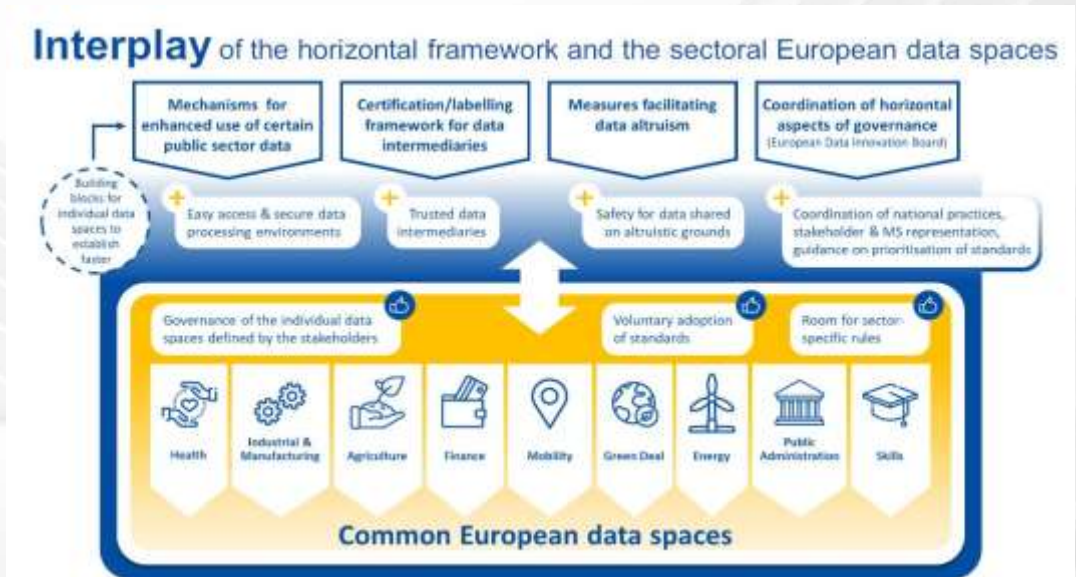 Interplay of the horizontal framework and the sectoral European data spaces
Mechanisms for
enhanced use of certain
public sector data
Certification/labelling
framework for data
intermediaries
Measures facilitating
data altruism
Coordination of horizontal
aspects of governance
(European Data Innovation Board)
Building
blocks for
individual data
spaces to
establish
faster
Easy access & secure data
processing environments
Trusted data
intermediaries
Safety for data shared
on altruistic grounds
Coordination of national practices,
stakeholder & MS representation,
guidance on prioritisation of standards
Governance of the individual data
spaces defined by the stakeholders
Voluntary adoption
of standards
Room for sector-
specific rules
Health
Industrial &
Manufacturing
Agriculture
Finance
Mobility
Green Deal
Energy
Public
Administration
Skills
Common European data spaces